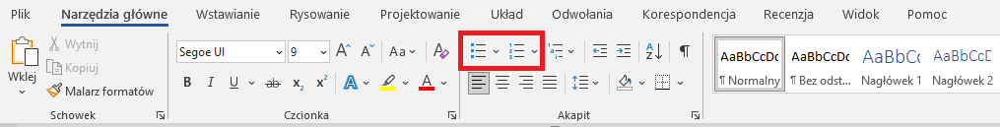 Plik Narzędzia główne Wstawianie Rysowanie Projektowanie Układ Odwołania Korespondencja Recenzja Widok Pomoc
Wklej
Wytnij
Kopiuj
Malarz formatów
Schowek
Segoe UI 9 Aa A
B I U ab x₂ x² A A
Czcionka
Akapit
AaBbCcDc AaBbCcDc AaBbCcD AaBbCcD
¶ Normalny ¶ Bez odst... Nagłówek 1 Nagłówek 2